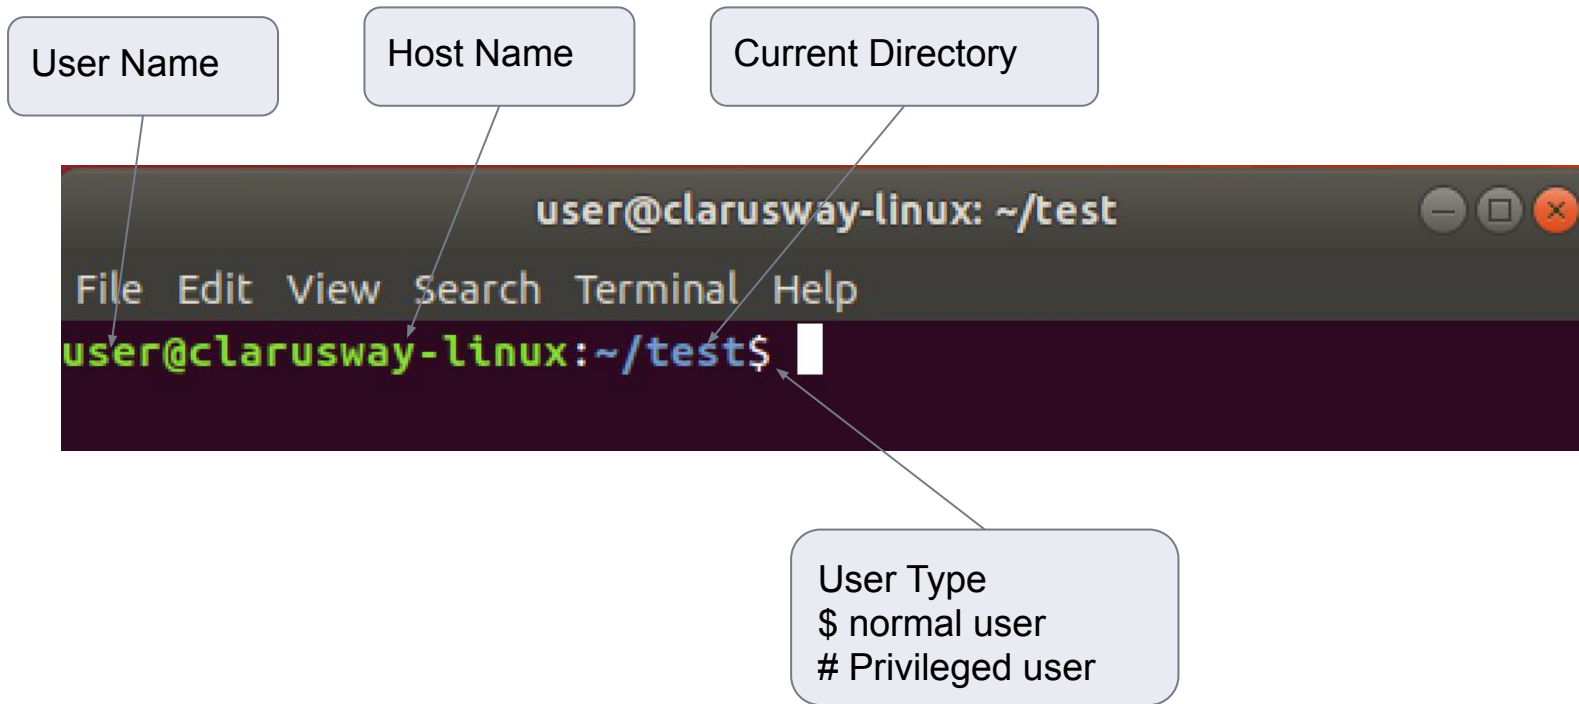 User Name
Host Name
Current Directory
user@clarusway-linux: ~/test
File Edit View Search Terminal Help
user@clarusway-linux:~/test$
User Type
$ normal user
# Privileged user